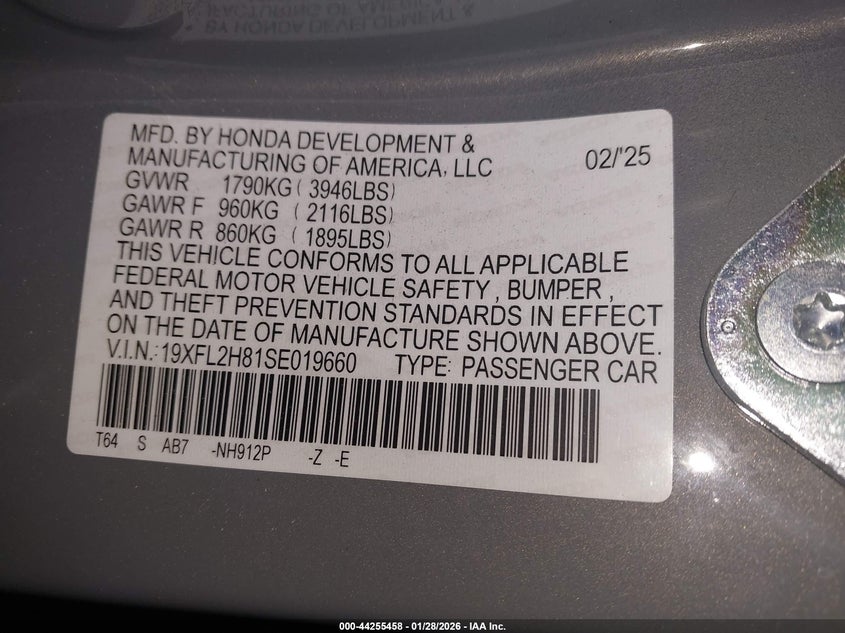 MFD. BY HONDA DEVELOPMENT &
MANUFACTURING OF AMERICA, LLC 02/'25
GVWR 1790KG ( 3946LBS)
GAWR F 960KG ( 2116LBS)
GAWR R 860KG ( 1895LBS)
THIS VEHICLE CONFORMS TO ALL APPLICABLE
FEDERAL MOTOR VEHICLE SAFETY , BUMPER ,
AND THEFT PREVENTION STANDARDS IN EFFECT
ON THE DATE OF MANUFACTURE SHOWN ABOVE.
V.I.N.:19XFL2H81SE019660 TYPE: PASSENGER CAR
T64 S AB7 -NH912P -Z -E
000-44255458 - 01/28/2026 - IAA Inc.